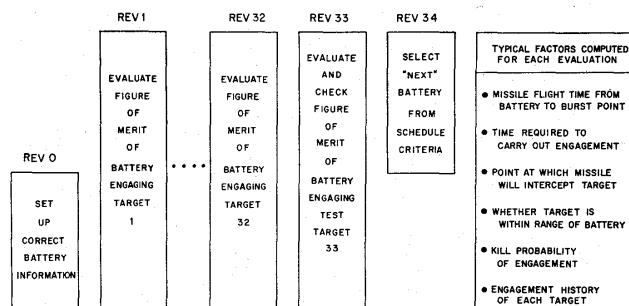 REV 0
SET
UP
CORRECT
BATTERY
INFORMATION
REV 1
EVALUATE
FIGURE
OF
MERIT
OF
BATTERY
ENGAGING
TARGET
1
REV 32
EVALUATE
FIGURE
OF
MERIT
OF
BATTERY
ENGAGING
TARGET
32
REV 33
EVALUATE
AND
CHECK
FIGURE
OF
MERIT
OF
BATTERY
ENGAGING
TEST
TARGET
33
REV 34
SELECT
"NEXT"
BATTERY
FROM
SCHEDULE
CRITERIA
TYPICAL FACTORS COMPUTED
FOR EACH EVALUATION
• MISSILE FLIGHT TIME FROM
BATTERY TO BURST POINT
• TIME REQUIRED TO
CARRY OUT ENGAGEMENT
• POINT AT WHICH MISSILE
WILL INTERCEPT TARGET
• WHETHER TARGET IS
WITHIN RANGE OF BATTERY
• KILL PROBABILITY
OF ENGAGEMENT
• ENGAGEMENT HISTORY
OF EACH TARGET